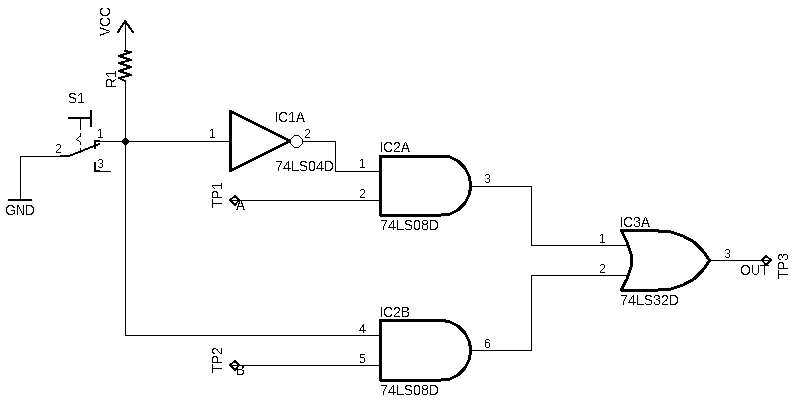 VCC
R1
S1
1
2
3
GND
1
IC1A
2
74LS04D
TP1
A
IC2A
1
2
3
74LS08D
IC3A
1
2
3
OUT
TP3
74LS32D
IC2B
4
5
6
TP2
B
74LS08D